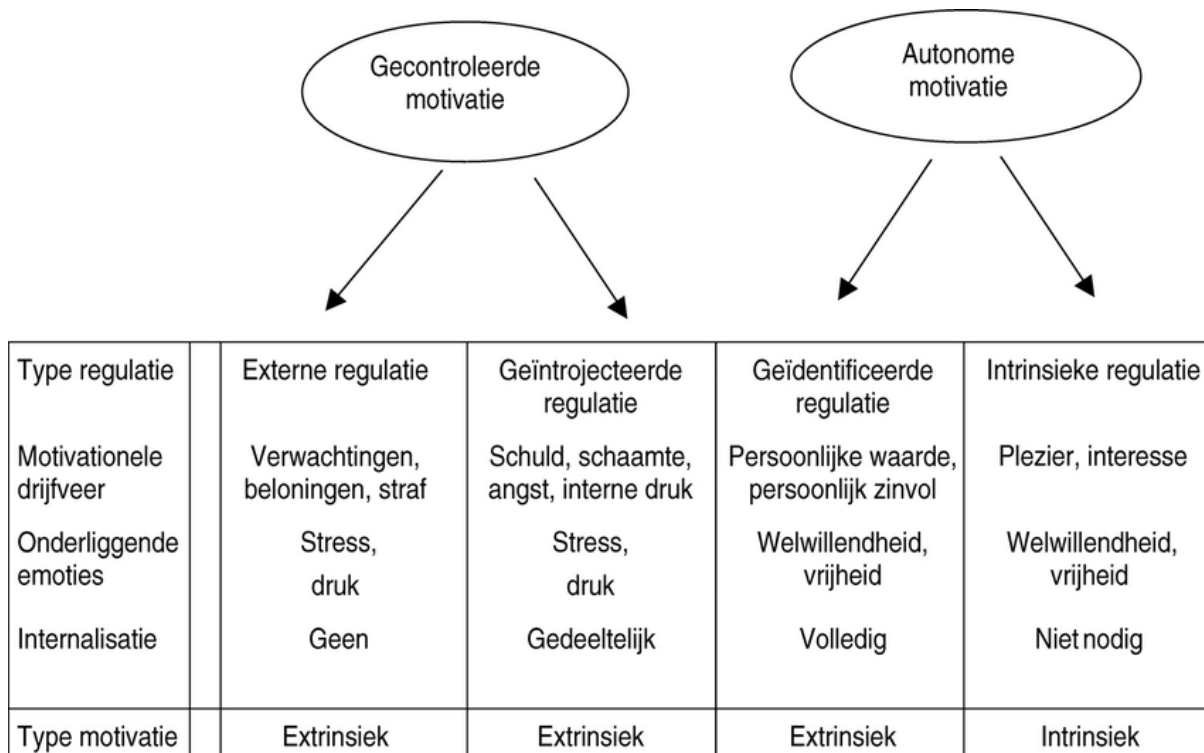 Gecontroleerde
motivatie
Autonome
motivatie
Type regulatie
Externe regulatie
Geïntrojecteerde
regulatie
Geïdentificeerde
regulatie
Intrinsieke regulatie
Motivationele
drijfveer
Verwachtingen,
beloningen, straf
Schuld, schaamte,
angst, interne druk
Persoonlijke waarde,
persoonlijk zinvol
Plezier, interesse
Onderliggende
emoties
Stress,
druk
Stress,
druk
Welwillendheid,
vrijheid
Welwillendheid,
vrijheid
Internalisatie
Geen
Gedeeltelijk
Volledig
Niet nodig
Type motivatie
Extrinsiek
Extrinsiek
Extrinsiek
Intrinsiek